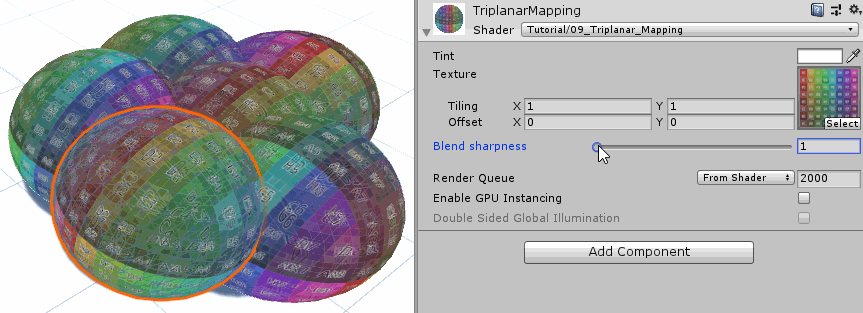 TriplanarMapping
Shader Tutorial/09_Triplanar_Mapping
Tint
Texture
Tiling X 1 Y 1
Offset X 0 Y 0
Select
Blend sharpness 1
Render Queue From Shader 2000
Enable GPU Instancing
Double Sided Global Illumination
Add Component